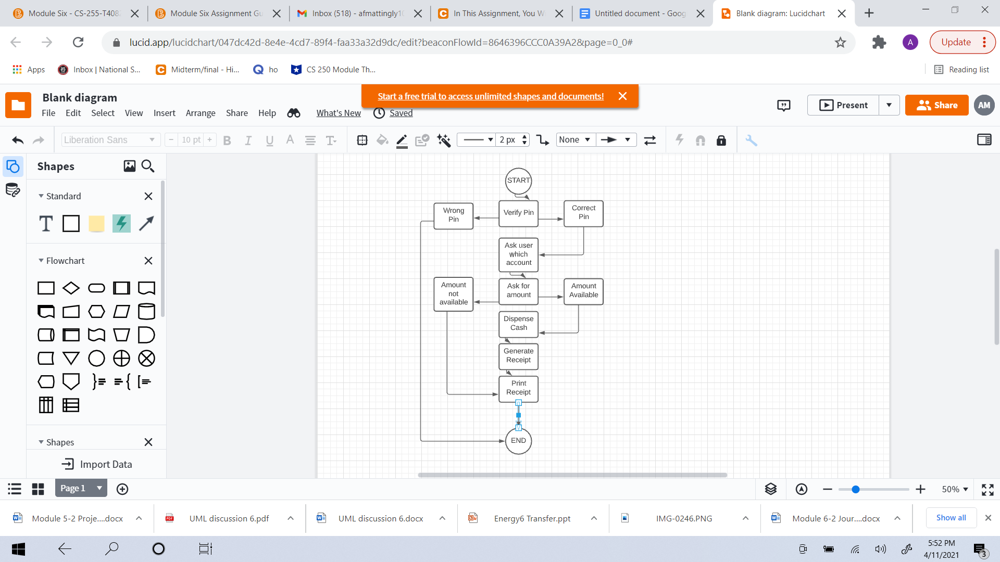 Module Six - CS-255-T408
Module Six Assignment Gu
Inbox (518) - afmattingly10
In This Assignment, You W
Untitled document - Goog
Blank diagram: Lucidchart
lucid.app/lucidchart/047dc42d-8e4e-4cd7-89f4-faa33a32d9dc/edit?beaconFlowId=8646396CCC0A39A2&page=0_0#
A
Update
Apps
Inbox | National S...
Midterm/final - Hi...
ho
CS 250 Module Th...
Reading list
Blank diagram
Start a free trial to access unlimited shapes and documents!
File Edit Select View Insert Arrange Share Help What's New Saved
Present
Share
AM
Liberation Sans
10 pt
2 px
None
Shapes
Standard
Flowchart
Shapes
Import Data
START
Wrong
Pin
Verify Pin
Correct
Pin
Ask user
which
account
Amount
not
available
Ask for
amount
Amount
Available
Dispense
Cash
Generate
Receipt
Print
Receipt
END
Page 1
50%
Module 5-2 Proje....docx
UML discussion 6.pdf
UML discussion 6.docx
Energy6 Transfer.ppt
IMG-0246.PNG
Module 6-2 Jour....docx
Show all
5:52 PM
4/11/2021
3